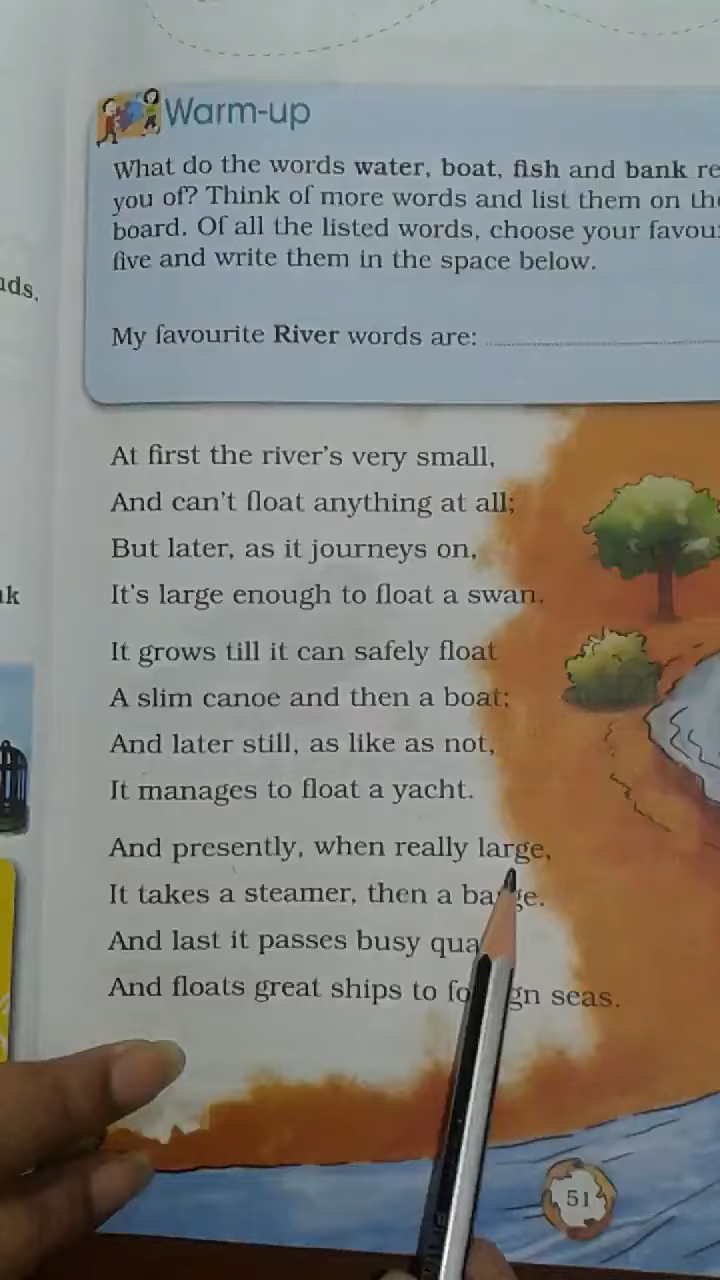 Warm-up
What do the words water, boat, fish and bank re
you of? Think of more words and list them on the
board. Of all the listed words, choose your favou
five and write them in the space below.
nds,
My favourite River words are:
At first the river's very small,
And can't float anything at all;
But later, as it journeys on,
It's large enough to float a swan.
It grows till it can safely float
A slim canoe and then a boat;
And later still, as like as not,
It manages to float a yacht.
And presently, when really large,
It takes a steamer, then a barge.
And last it passes busy qua
And floats great ships to foreign seas.
51